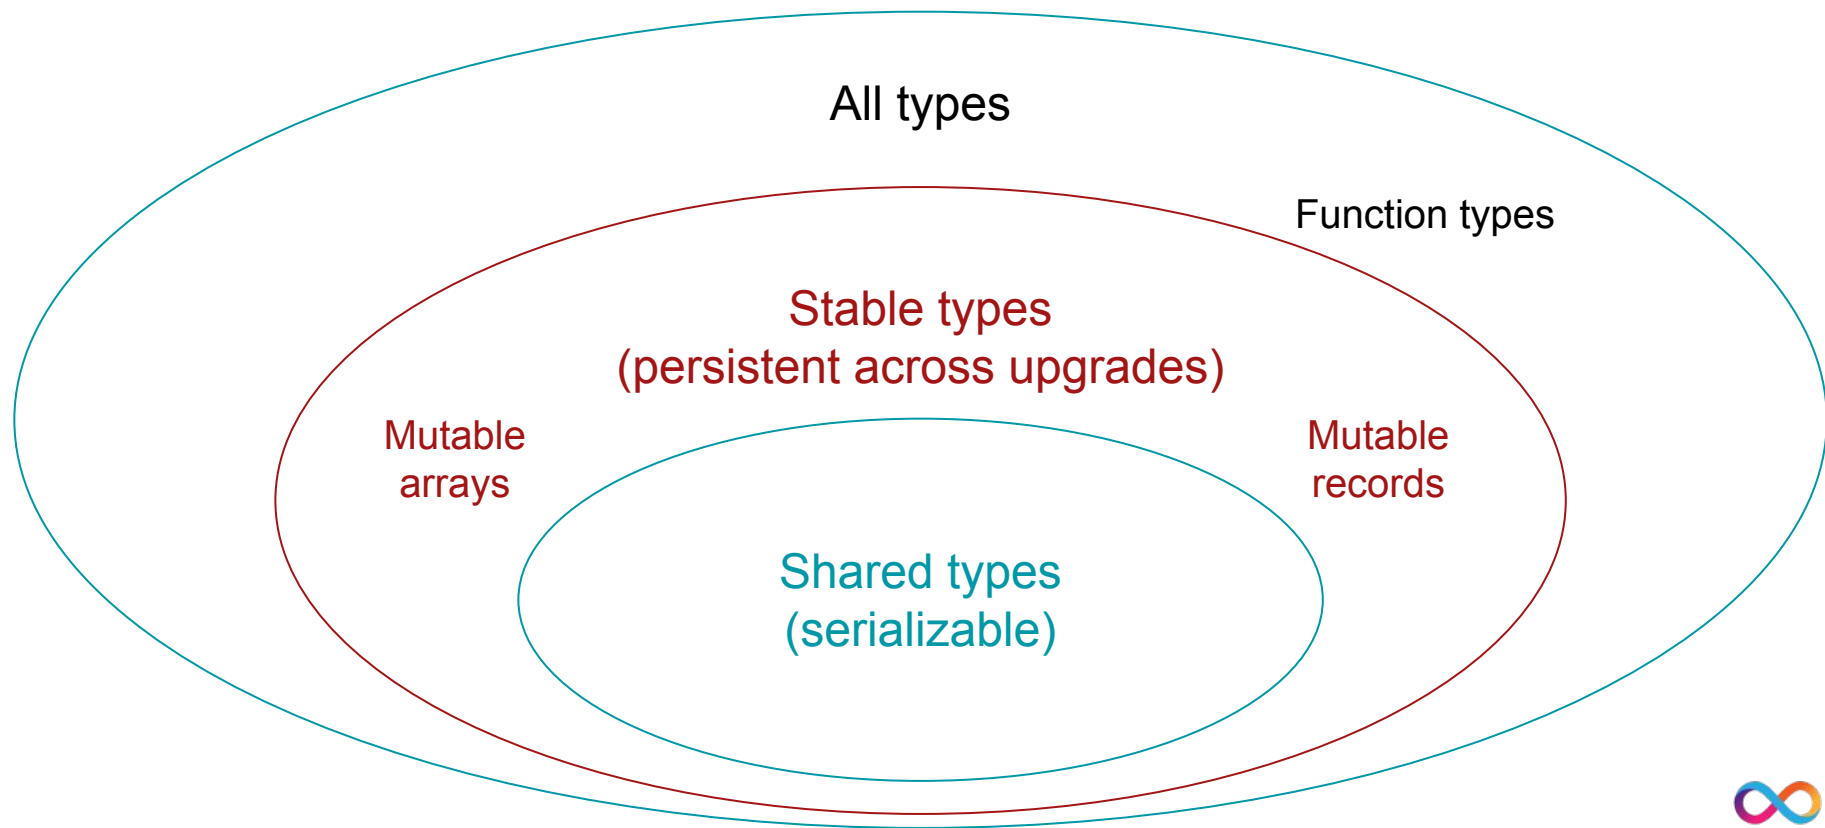 All types
Function types
Stable types
(persistent across upgrades)
Mutable
arrays
Mutable
records
Shared types
(serializable)